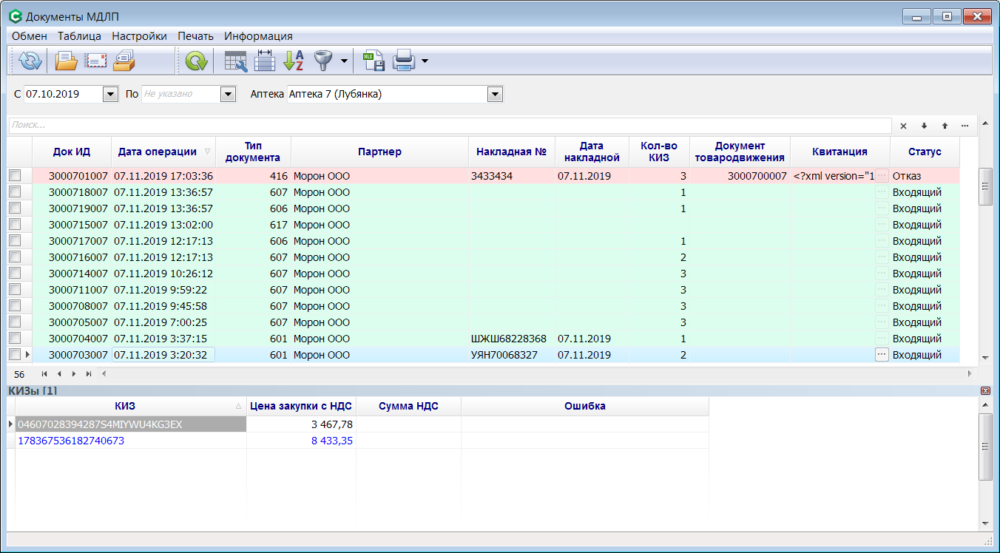 Документы МДЛП
Обмен Таблица Настройки Печать Информация
A Z XLS
С 07.10.2019 По Не указано Аптека Аптека 7 (Лубянка)
Поиск...
Док ИД Дата операции Тип документа Партнер Накладная № Дата накладной Кол-во КИЗ Документ товародвижения Квитанция Статус
3000701007 07.11.2019 17:03:36 416 Морон ООО 3433434 07.11.2019 3 3000700007 <?xml version="1 ... Отказ
3000718007 07.11.2019 13:36:57 607 Морон ООО 1 ... Входящий
3000719007 07.11.2019 13:36:57 606 Морон ООО 1 ... Входящий
3000715007 07.11.2019 13:02:00 617 Морон ООО ... Входящий
3000717007 07.11.2019 12:17:13 606 Морон ООО 1 ... Входящий
3000716007 07.11.2019 12:17:13 607 Морон ООО 2 ... Входящий
3000714007 07.11.2019 10:26:12 607 Морон ООО 3 ... Входящий
3000711007 07.11.2019 9:59:22 607 Морон ООО 3 ... Входящий
3000708007 07.11.2019 9:45:58 607 Морон ООО 3 ... Входящий
3000705007 07.11.2019 7:00:25 607 Морон ООО 3 ... Входящий
3000704007 07.11.2019 3:37:15 601 Морон ООО ШЖШ68228368 07.11.2019 1 ... Входящий
3000703007 07.11.2019 3:20:32 601 Морон ООО УЯН70068327 07.11.2019 2 ... Входящий
56
КИЗы [1]
КИЗ Цена закупки с НДС Сумма НДС Ошибка
04607028394287S4MIYWU4KG3EX 3 467,78
178367536182740673 8 433,35